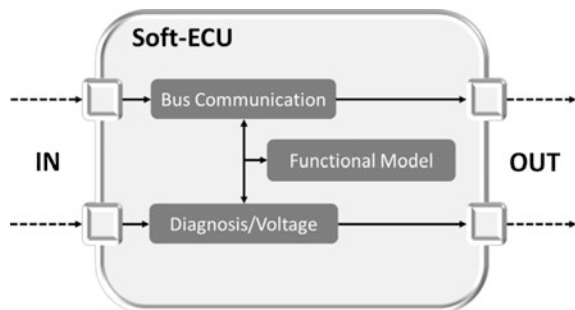 Soft-ECU
Bus Communication
IN
Functional Model
OUT
Diagnosis/Voltage